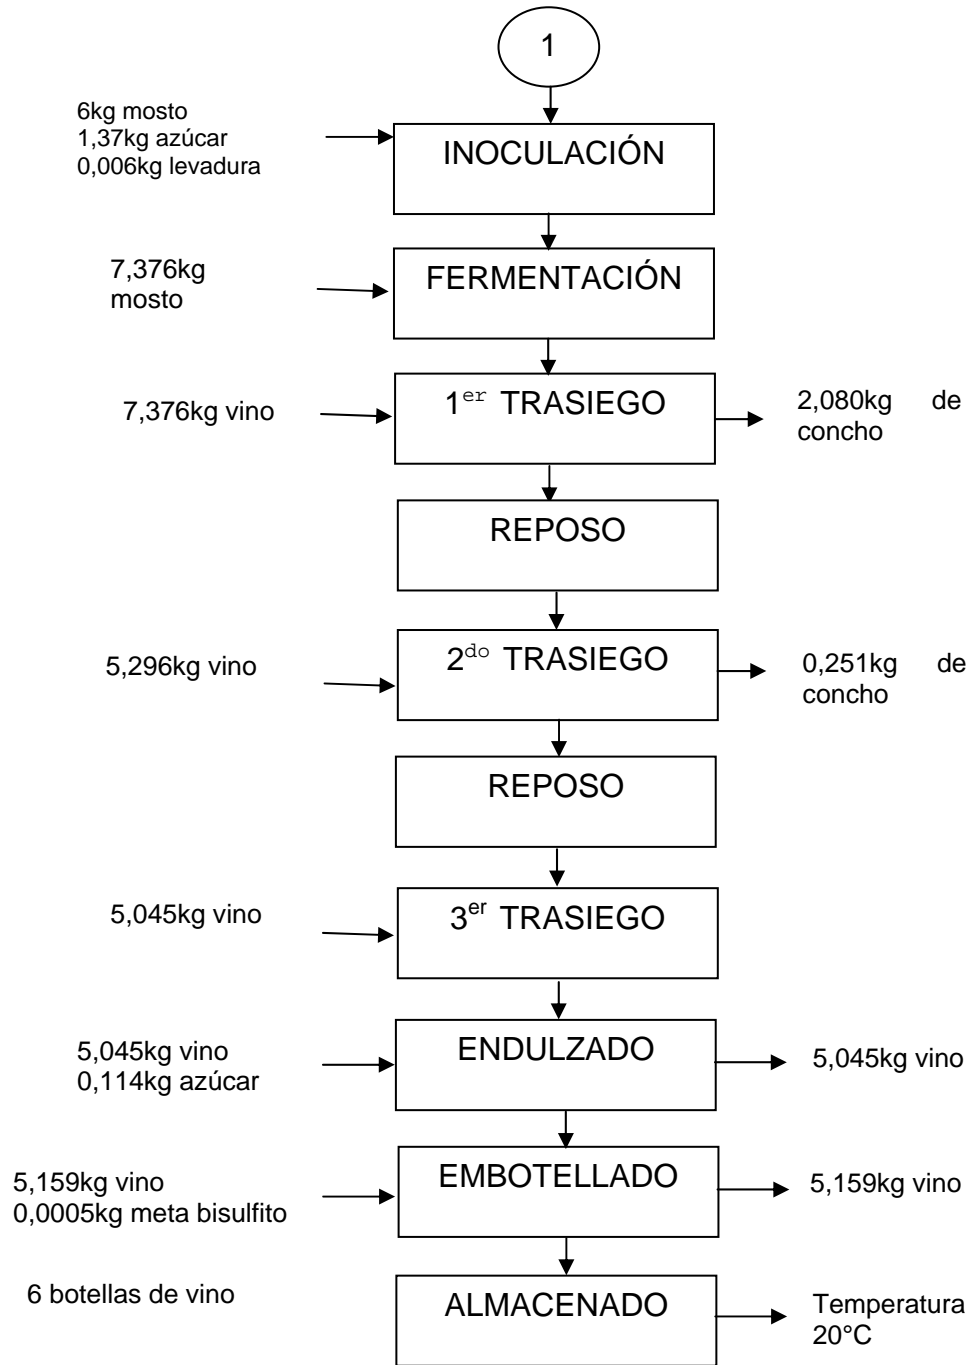 1
6kg mosto
1,37kg azúcar
0,006kg levadura
INOCULACIÓN
7,376kg
mosto
FERMENTACIÓN
7,376kg vino
1er TRASIEGO
2,080kg de
concho
REPOSO
5,296kg vino
2do TRASIEGO
0,251kg de
concho
REPOSO
5,045kg vino
3er TRASIEGO
5,045kg vino
0,114kg azúcar
ENDULZADO
5,045kg vino
5,159kg vino
0,0005kg meta bisulfito
EMBOTELLADO
5,159kg vino
6 botellas de vino
ALMACENADO
Temperatura
20°C